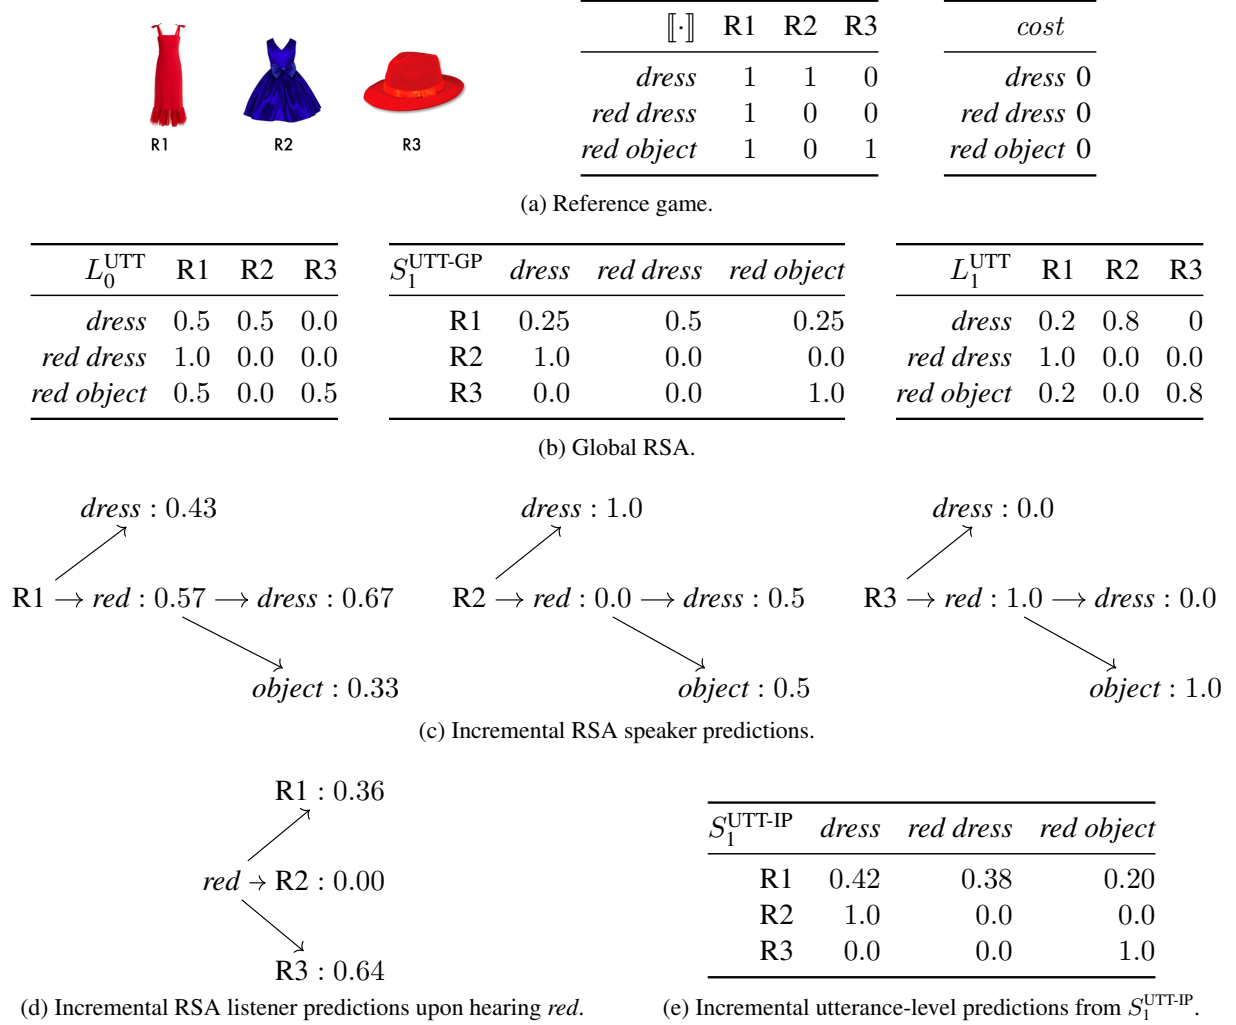 R1 R2 R3
⟦·⟧ R1 R2 R3
dress 1 1 0
red dress 1 0 0
red object 1 0 1
cost
dress 0
red dress 0
red object 0
(a) Reference game.
L₀^UTT R1 R2 R3
dress 0.5 0.5 0.0
red dress 1.0 0.0 0.0
red object 0.5 0.0 0.5
S₁^UTT-GP dress red dress red object
R1 0.25 0.5 0.25
R2 1.0 0.0 0.0
R3 0.0 0.0 1.0
L₁^UTT R1 R2 R3
dress 0.2 0.8 0
red dress 1.0 0.0 0.0
red object 0.2 0.0 0.8
(b) Global RSA.
dress : 0.43
R1 → red : 0.57 → dress : 0.67
object : 0.33
dress : 1.0
R2 → red : 0.0 → dress : 0.5
object : 0.5
dress : 0.0
R3 → red : 1.0 → dress : 0.0
object : 1.0
(c) Incremental RSA speaker predictions.
R1 : 0.36
red → R2 : 0.00
R3 : 0.64
(d) Incremental RSA listener predictions upon hearing red.
S₁^UTT-IP dress red dress red object
R1 0.42 0.38 0.20
R2 1.0 0.0 0.0
R3 0.0 0.0 1.0
(e) Incremental utterance-level predictions from S₁^UTT-IP.